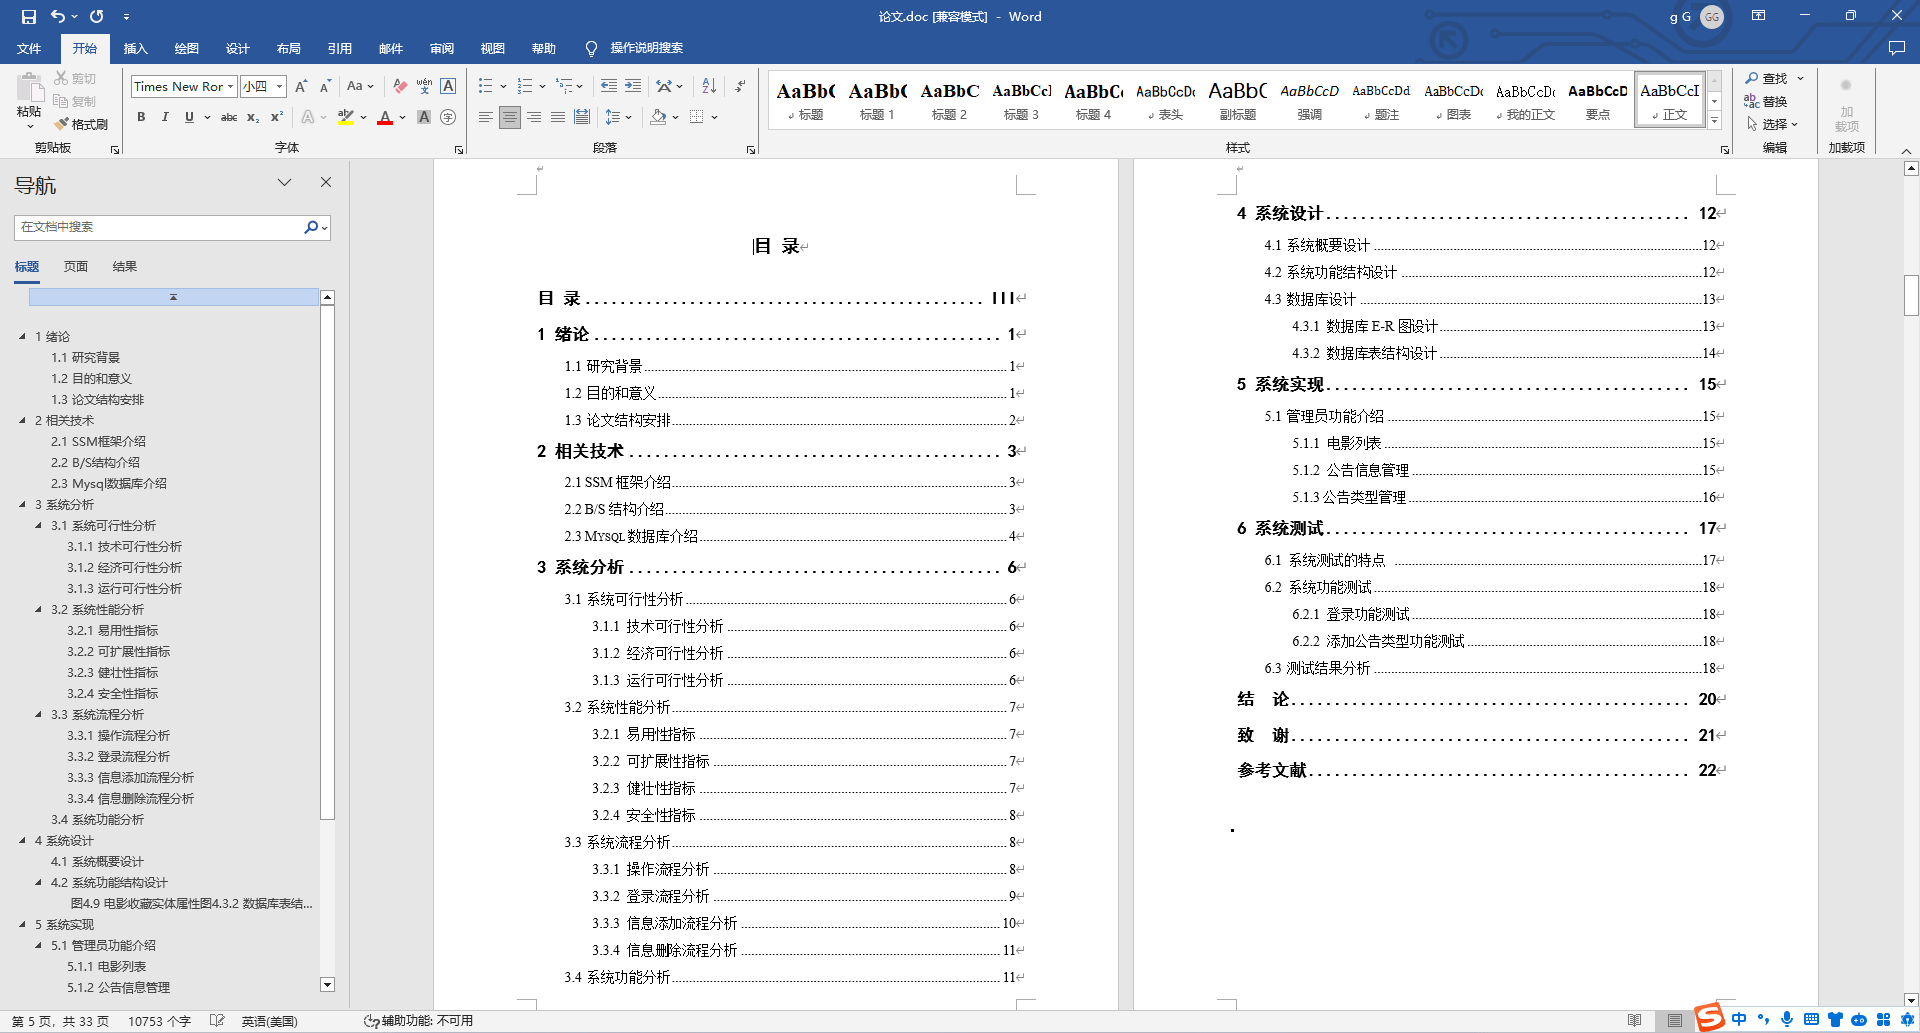 论文.doc [兼容模式] - Word
g G
GG
文件 开始 插入 绘图 设计 布局 引用 邮件 审阅 视图 帮助 操作说明搜索
粘贴
剪切
复制
格式刷
剪贴板
Times New Ror 小四
字体
段落
AaBb( 标题
AaBb( 标题 1
AaBbC 标题 2
AaBbCcl 标题 3
AaBbC( 标题 4
AaBbCcDc 表头
AaBbC 副标题
AaBbCcD 强调
AaBbCcDd 题注
AaBbCcDc 图表
AaBbCcDc 我的正文
AaBbCcD 要点
AaBbCcI 正文
样式
查找
替换
选择
编辑
加
载项
加载项
导航
在文档中搜索
标题 页面 结果
1 绪论
1.1 研究背景
1.2 目的和意义
1.3 论文结构安排
2 相关技术
2.1 SSM框架介绍
2.2 B/S结构介绍
2.3 Mysql数据库介绍
3 系统分析
3.1 系统可行性分析
3.1.1 技术可行性分析
3.1.2 经济可行性分析
3.1.3 运行可行性分析
3.2 系统性能分析
3.2.1 易用性指标
3.2.2 可扩展性指标
3.2.3 健壮性指标
3.2.4 安全性指标
3.3 系统流程分析
3.3.1 操作流程分析
3.3.2 登录流程分析
3.3.3 信息添加流程分析
3.3.4 信息删除流程分析
3.4 系统功能分析
4 系统设计
4.1 系统概要设计
4.2 系统功能结构设计
图4.9 电影收藏实体属性图4.3.2 数据库表结...
5 系统实现
5.1 管理员功能介绍
5.1.1 电影列表
5.1.2 公告信息管理
目 录
目 录 III
1 绪论 1
1.1 研究背景 1
1.2 目的和意义 1
1.3 论文结构安排 2
2 相关技术 3
2.1 SSM 框架介绍 3
2.2 B/S 结构介绍 3
2.3 MYSQL 数据库介绍 4
3 系统分析 6
3.1 系统可行性分析 6
3.1.1 技术可行性分析 6
3.1.2 经济可行性分析 6
3.1.3 运行可行性分析 6
3.2 系统性能分析 7
3.2.1 易用性指标 7
3.2.2 可扩展性指标 7
3.2.3 健壮性指标 7
3.2.4 安全性指标 8
3.3 系统流程分析 8
3.3.1 操作流程分析 8
3.3.2 登录流程分析 9
3.3.3 信息添加流程分析 10
3.3.4 信息删除流程分析 11
3.4 系统功能分析 11
4 系统设计 12
4.1 系统概要设计 12
4.2 系统功能结构设计 12
4.3 数据库设计 13
4.3.1 数据库 E-R 图设计 13
4.3.2 数据库表结构设计 14
5 系统实现 15
5.1 管理员功能介绍 15
5.1.1 电影列表 15
5.1.2 公告信息管理 15
5.1.3 公告类型管理 16
6 系统测试 17
6.1 系统测试的特点 17
6.2 系统功能测试 18
6.2.1 登录功能测试 18
6.2.2 添加公告类型功能测试 18
6.3 测试结果分析 18
结 论 20
致 谢 21
参考文献 22
第 5 页，共 33 页 10753 个字 英语(美国) 辅助功能: 不可用
中